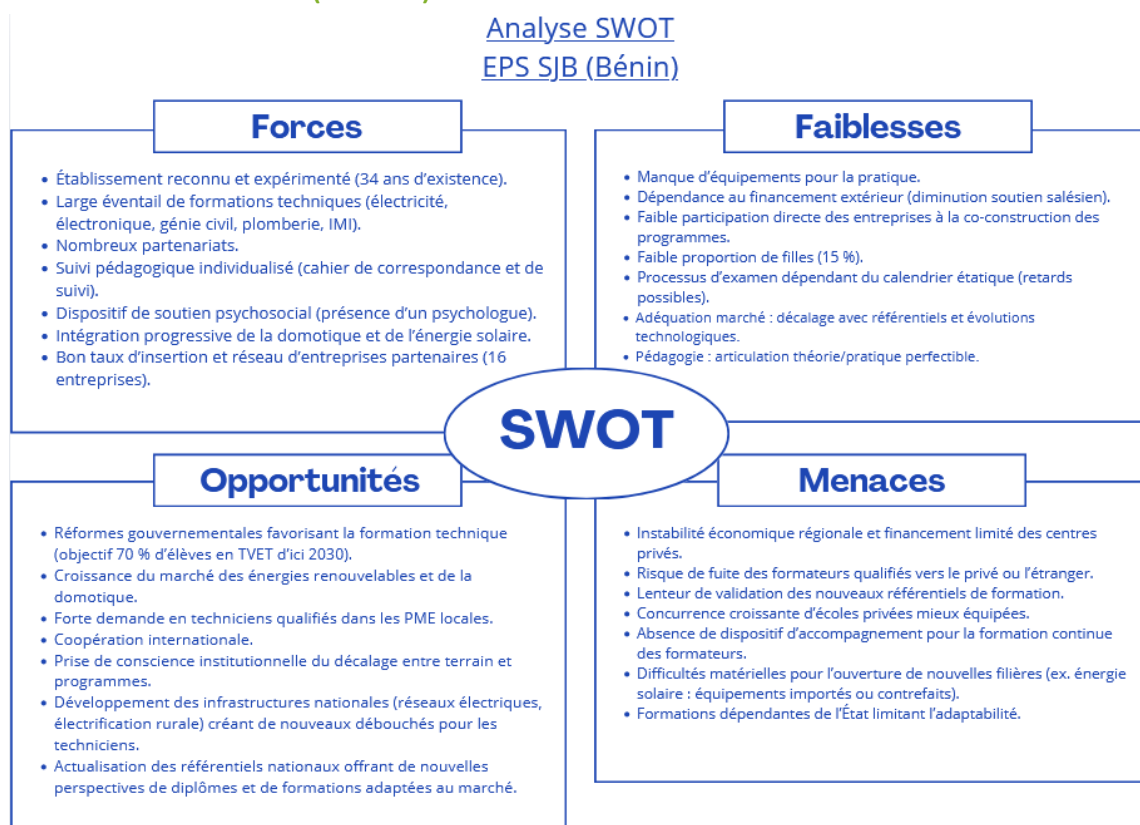 Analyse SWOT
EPS SJB (Bénin)
Forces
• Établissement reconnu et expérimenté (34 ans d'existence).
• Large éventail de formations techniques (électricité,
électronique, génie civil, plomberie, IMI).
• Nombreux partenariats.
• Suivi pédagogique individualisé (cahier de correspondance et de
suivi).
• Dispositif de soutien psychosocial (présence d'un psychologue).
• Intégration progressive de la domotique et de l'énergie solaire.
• Bon taux d'insertion et réseau d'entreprises partenaires (16
entreprises).
Faiblesses
• Manque d'équipements pour la pratique.
• Dépendance au financement extérieur (diminution soutien salésien).
• Faible participation directe des entreprises à la co-construction des
programmes.
• Faible proportion de filles (15 %).
• Processus d'examen dépendant du calendrier étatique (retards
possibles).
• Adéquation marché : décalage avec référentiels et évolutions
technologiques.
• Pédagogie : articulation théorie/pratique perfectible.
SWOT
Opportunités
• Réformes gouvernementales favorisant la formation technique
(objectif 70 % d'élèves en TVET d'ici 2030).
• Croissance du marché des énergies renouvelables et de la
domotique.
• Forte demande en techniciens qualifiés dans les PME locales.
• Coopération internationale.
• Prise de conscience institutionnelle du décalage entre terrain et
programmes.
• Développement des infrastructures nationales (réseaux électriques,
électrification rurale) créant de nouveaux débouchés pour les
techniciens.
• Actualisation des référentiels nationaux offrant de nouvelles
perspectives de diplômes et de formations adaptées au marché.
Menaces
• Instabilité économique régionale et financement limité des centres
privés.
• Risque de fuite des formateurs qualifiés vers le privé ou l'étranger.
• Lenteur de validation des nouveaux référentiels de formation.
• Concurrence croissante d'écoles privées mieux équipées.
• Absence de dispositif d'accompagnement pour la formation continue
des formateurs.
• Difficultés matérielles pour l'ouverture de nouvelles filières (ex. énergie
solaire : équipements importés ou contrefaits).
• Formations dépendantes de l'État limitant l'adaptabilité.